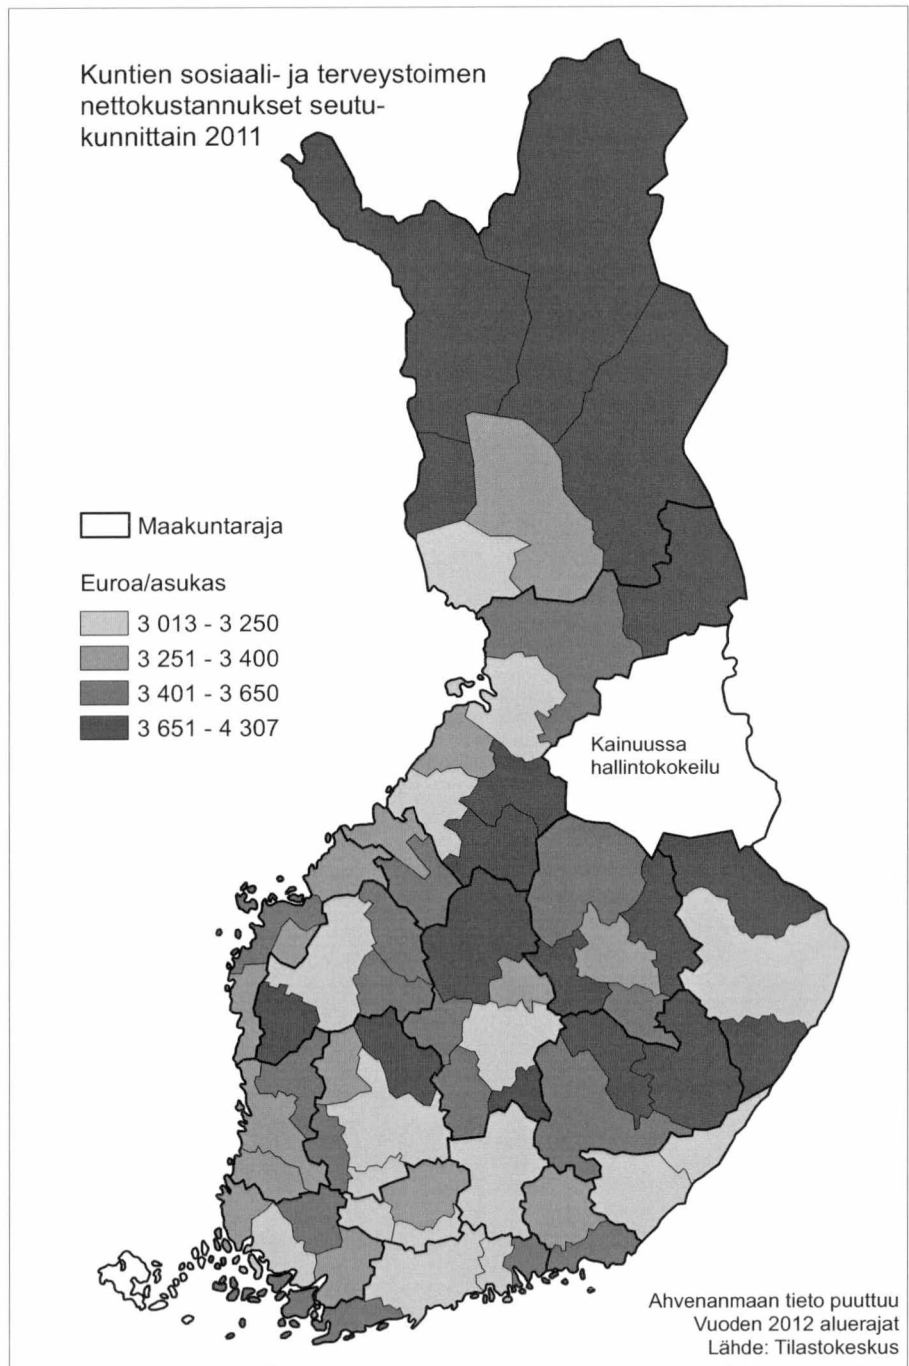 Kuntien sosiaali- ja terveystoimen
nettokustannukset seutu-
kunnittain 2011
Maakuntaraja
Euroa/asukas
3 013 - 3 250
3 251 - 3 400
3 401 - 3 650
3 651 - 4 307
Kainuussa
hallintokokeilu
Ahvenanmaan tieto puuttuu
Vuoden 2012 aluerajat
Lähde: Tilastokeskus